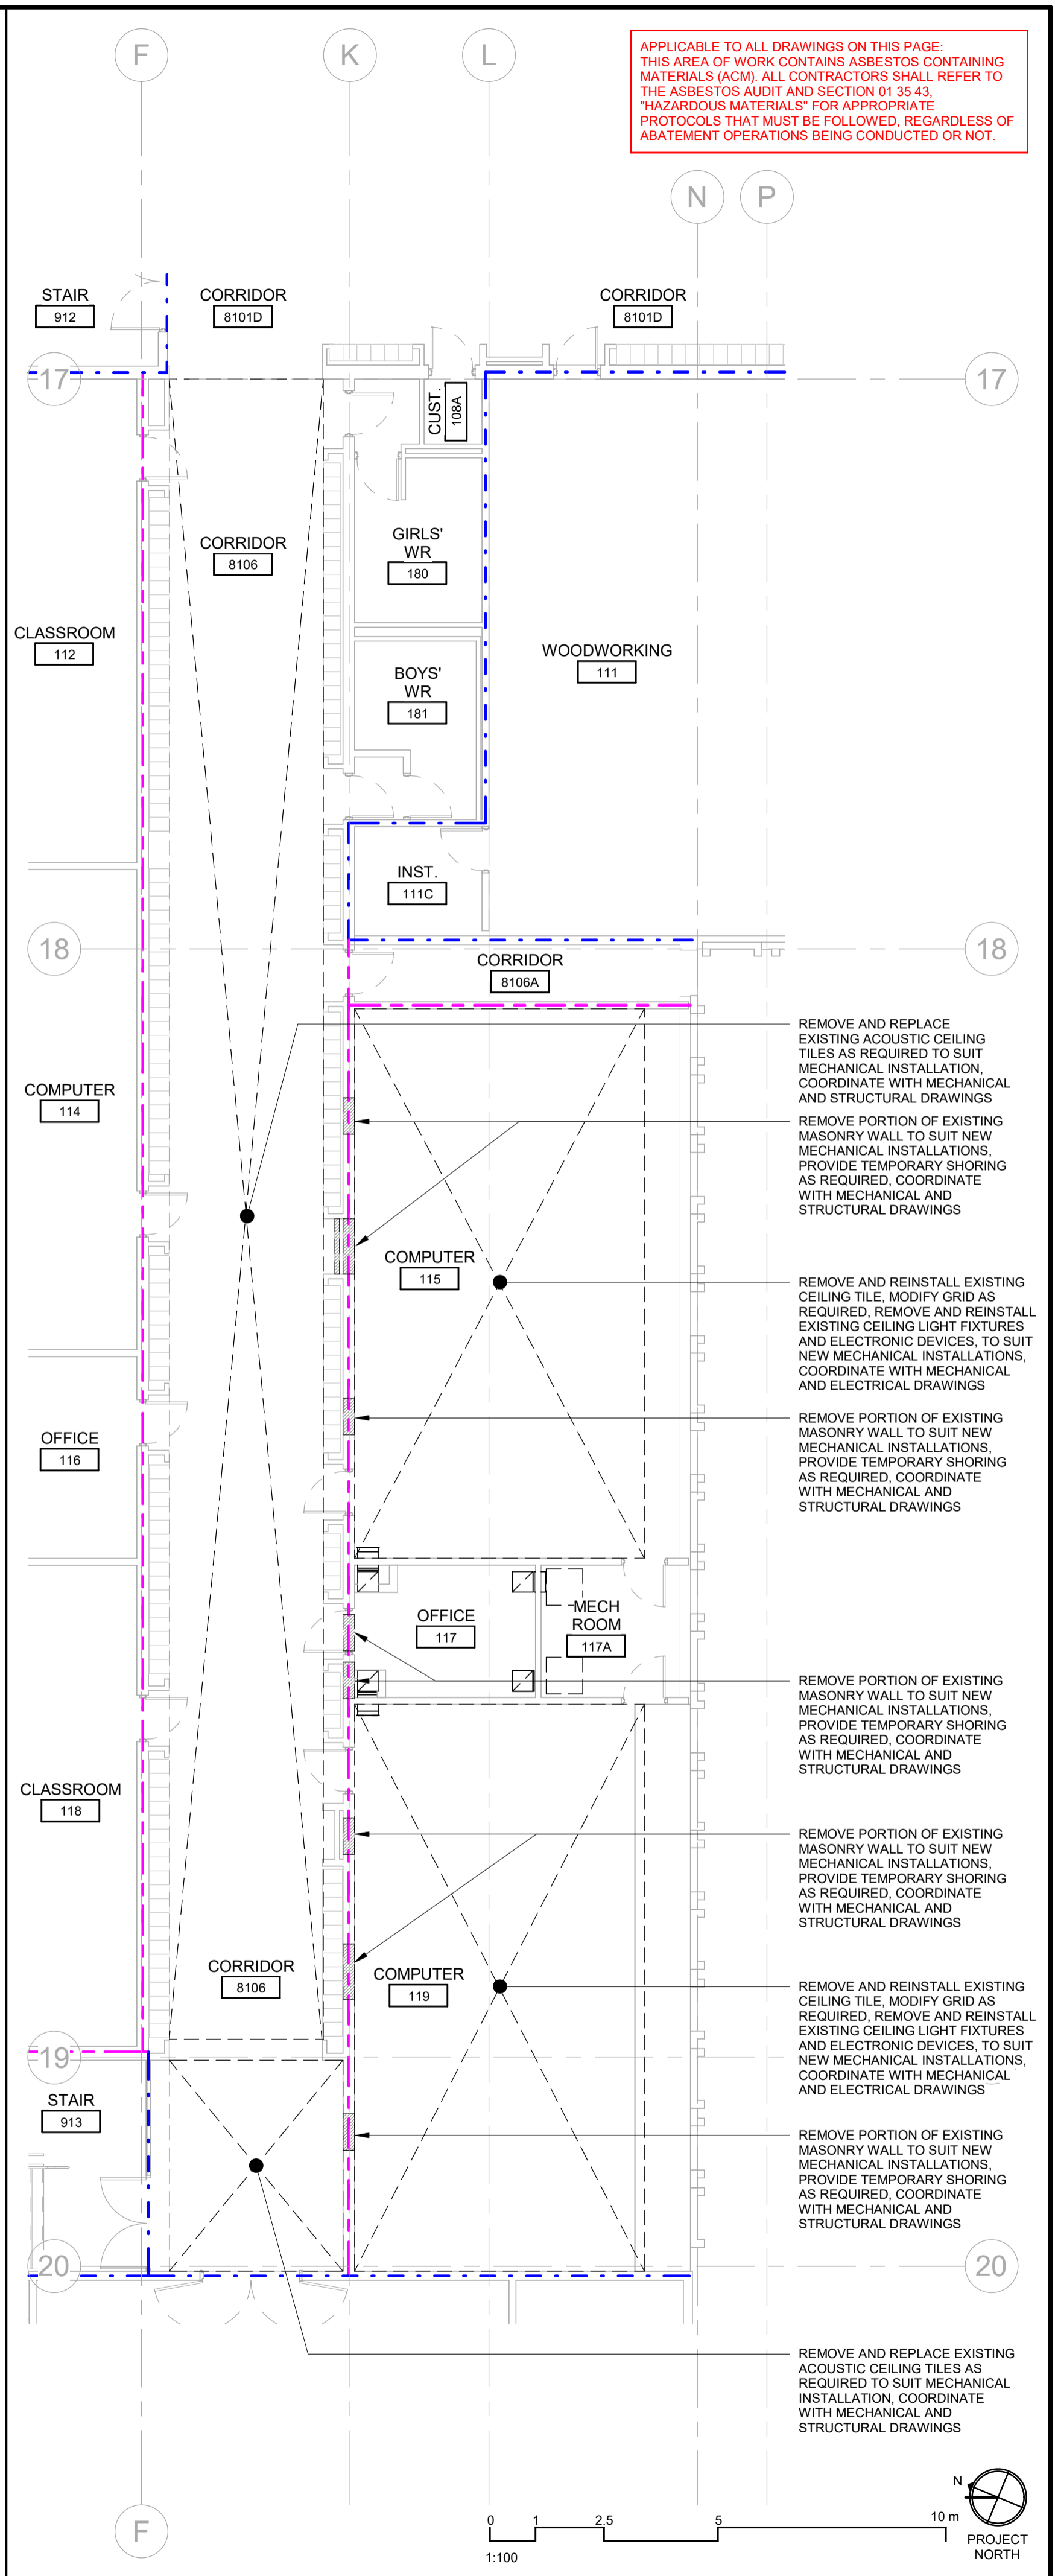 F
K
L
APPLICABLE TO ALL DRAWINGS ON THIS PAGE:
THIS AREA OF WORK CONTAINS ASBESTOS CONTAINING
MATERIALS (ACM). ALL CONTRACTORS SHALL REFER TO
THE ASBESTOS AUDIT AND SECTION 01 35 43,
"HAZARDOUS MATERIALS" FOR APPROPRIATE
PROTOCOLS THAT MUST BE FOLLOWED, REGARDLESS OF
ABATEMENT OPERATIONS BEING CONDUCTED OR NOT.
N
P
STAIR
912
CORRIDOR
8101D
CORRIDOR
8101D
17
17
CUST.
108A
CORRIDOR
8106
GIRLS'
WR
180
CLASSROOM
112
WOODWORKING
111
BOYS'
WR
181
INST.
111C
18
18
CORRIDOR
8106A
REMOVE AND REPLACE
EXISTING ACOUSTIC CEILING
TILES AS REQUIRED TO SUIT
MECHANICAL INSTALLATION,
COORDINATE WITH MECHANICAL
AND STRUCTURAL DRAWINGS
COMPUTER
114
REMOVE PORTION OF EXISTING
MASONRY WALL TO SUIT NEW
MECHANICAL INSTALLATIONS,
PROVIDE TEMPORARY SHORING
AS REQUIRED, COORDINATE
WITH MECHANICAL AND
STRUCTURAL DRAWINGS
COMPUTER
115
REMOVE AND REINSTALL EXISTING
CEILING TILE, MODIFY GRID AS
REQUIRED, REMOVE AND REINSTALL
EXISTING CEILING LIGHT FIXTURES
AND ELECTRONIC DEVICES, TO SUIT
NEW MECHANICAL INSTALLATIONS,
COORDINATE WITH MECHANICAL
AND ELECTRICAL DRAWINGS
OFFICE
116
REMOVE PORTION OF EXISTING
MASONRY WALL TO SUIT NEW
MECHANICAL INSTALLATIONS,
PROVIDE TEMPORARY SHORING
AS REQUIRED, COORDINATE
WITH MECHANICAL AND
STRUCTURAL DRAWINGS
OFFICE
117
MECH
ROOM
117A
REMOVE PORTION OF EXISTING
MASONRY WALL TO SUIT NEW
MECHANICAL INSTALLATIONS,
PROVIDE TEMPORARY SHORING
AS REQUIRED, COORDINATE
WITH MECHANICAL AND
STRUCTURAL DRAWINGS
CLASSROOM
118
REMOVE PORTION OF EXISTING
MASONRY WALL TO SUIT NEW
MECHANICAL INSTALLATIONS,
PROVIDE TEMPORARY SHORING
AS REQUIRED, COORDINATE
WITH MECHANICAL AND
STRUCTURAL DRAWINGS
CORRIDOR
8106
COMPUTER
119
REMOVE AND REINSTALL EXISTING
CEILING TILE, MODIFY GRID AS
REQUIRED, REMOVE AND REINSTALL
EXISTING CEILING LIGHT FIXTURES
AND ELECTRONIC DEVICES, TO SUIT
NEW MECHANICAL INSTALLATIONS,
COORDINATE WITH MECHANICAL
AND ELECTRICAL DRAWINGS
19
STAIR
913
REMOVE PORTION OF EXISTING
MASONRY WALL TO SUIT NEW
MECHANICAL INSTALLATIONS,
PROVIDE TEMPORARY SHORING
AS REQUIRED, COORDINATE
WITH MECHANICAL AND
STRUCTURAL DRAWINGS
20
20
REMOVE AND REPLACE EXISTING
ACOUSTIC CEILING TILES AS
REQUIRED TO SUIT MECHANICAL
INSTALLATION, COORDINATE
WITH MECHANICAL AND
STRUCTURAL DRAWINGS
F
0 1 2.5 5 10 m
1:100
N
PROJECT
NORTH